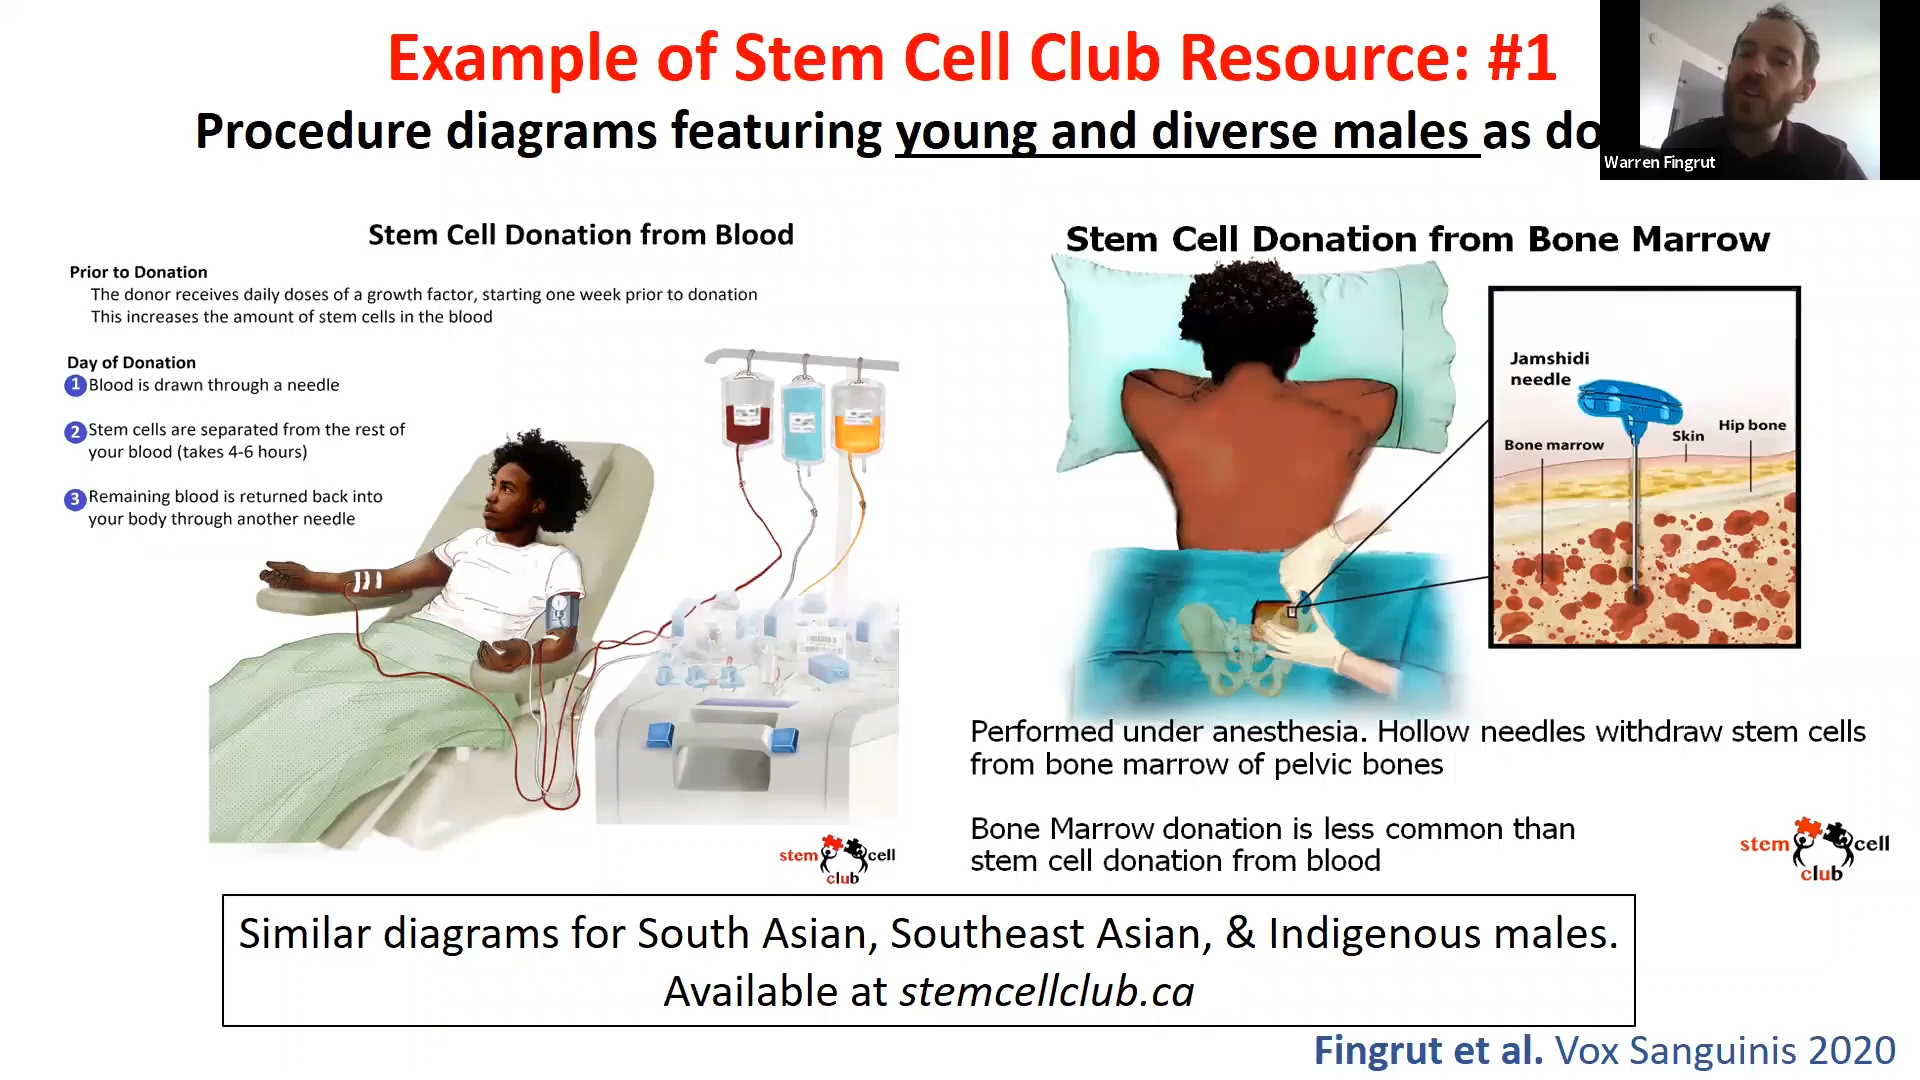 Example of Stem Cell Club Resource: #1
Procedure diagrams featuring young and diverse males as do
Warren Fingrut
Stem Cell Donation from Blood
Prior to Donation
The donor receives daily doses of a growth factor, starting one week prior to donation
This increases the amount of stem cells in the blood
Day of Donation
1 Blood is drawn through a needle
2 Stem cells are separated from the rest of
your blood (takes 4-6 hours)
3 Remaining blood is returned back into
your body through another needle
stem cell
club
Stem Cell Donation from Bone Marrow
Jamshidi
needle
Hip bone
Skin
Bone marrow
Performed under anesthesia. Hollow needles withdraw stem cells
from bone marrow of pelvic bones
Bone Marrow donation is less common than
stem cell donation from blood
stem cell
club
Similar diagrams for South Asian, Southeast Asian, & Indigenous males.
Available at stemcellclub.ca
Fingrut et al. Vox Sanguinis 2020